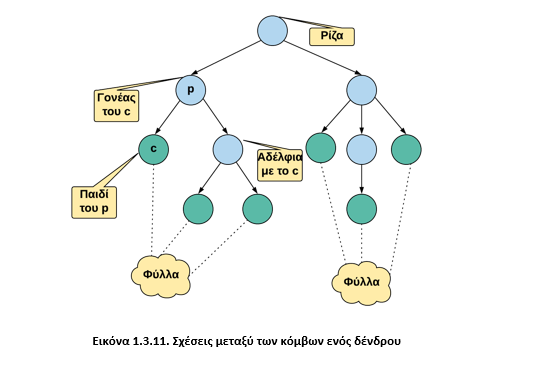 Ρίζα
p
Γονέας
του c
c
Αδέλφια
με το c
Παιδί
του p
Φύλλα
Φύλλα
Εικόνα 1.3.11. Σχέσεις μεταξύ των κόμβων ενός δένδρου